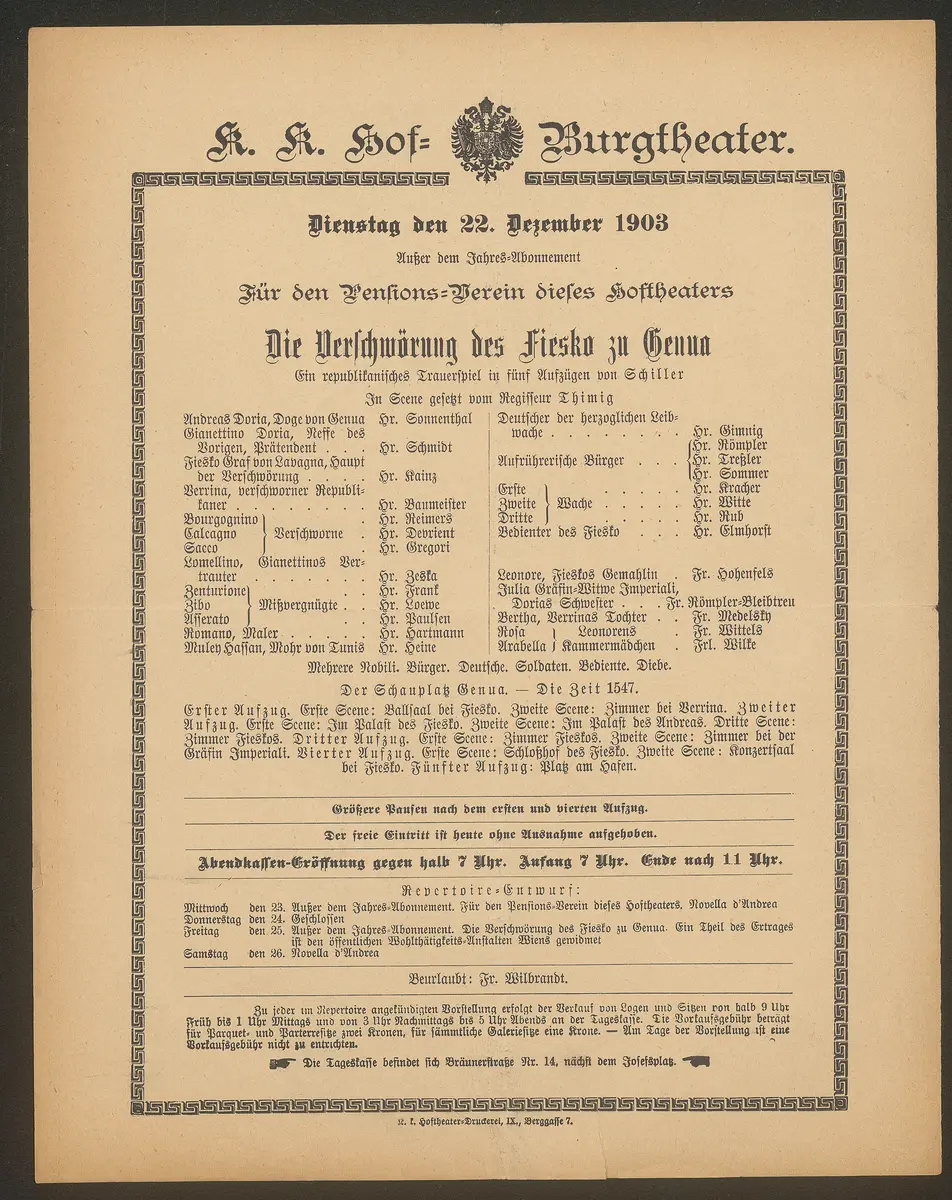 K. K. Hof= Burgtheater.
Dienstag den 22. Dezember 1903
Außer dem Jahres=Abonnement
Für den Pensions=Verein dieses Hoftheaters
Die Verschwörung des Fiesko zu Genua
Ein republikanisches Trauerspiel in fünf Aufzügen von Schiller
In Scene gesetzt vom Regisseur Thimig
Andreas Doria, Doge von Genua Hr. Sonnenthal
Gianettino Doria, Neffe des
Vorigen, Prätendent . . . Hr. Schmidt
Fiesko Graf von Lavagna, Haupt
der Verschwörung . . . . Hr. Kainz
Verrina, verschworner Republi-
kaner . . . . . . . . Hr. Baumeister
Bourgognino . Hr. Reimers
Calcagno } Verschworne . Hr. Devrient
Sacco . Hr. Gregori
Lomellino, Gianettinos Ver-
trauter . . . . . . . Hr. Zeska
Zenturione . . Hr. Frank
Zibo } Mißvergnügte . . Hr. Loewe
Asserato . . Hr. Paulsen
Romano, Maler . . . . . Hr. Hartmann
Muley Hassan, Mohr von Tunis Hr. Heine
Deutscher der herzoglichen Leib-
wache . . . . . . . Hr. Gimnig
{Hr. Römpler
Aufrührerische Bürger . . . {Hr. Treßler
{Hr. Sommer
Erste . . . . . Hr. Kracher
Zweite } Wache . . . . Hr. Witte
Dritte . . . . Hr. Rub
Bedienter des Fiesko . . . Hr. Elmhorst
Leonore, Fieskos Gemahlin . Fr. Hohenfels
Julia Gräfin-Witwe Imperiali,
Dorias Schwester . . . Fr. Römpler-Bleibtreu
Bertha, Verrinas Tochter . . Fr. Medelsky
Rosa } Leonorens . Fr. Wittels
Arabella } Kammermädchen . Frl. Wilke
Mehrere Nobili. Bürger. Deutsche. Soldaten. Bediente. Diebe.
Der Schauplatz Genua. — Die Zeit 1547.
Erster Aufzug. Erste Scene: Ballsaal bei Fiesko. Zweite Scene: Zimmer bei Verrina. Zweiter
Aufzug. Erste Scene: Im Palast des Fiesko. Zweite Scene: Im Palast des Andreas. Dritte Scene:
Zimmer Fieskos. Dritter Aufzug. Erste Scene: Zimmer Fieskos. Zweite Scene: Zimmer bei der
Gräfin Imperiali. Vierter Aufzug. Erste Scene: Schloßhof des Fiesko. Zweite Scene: Konzertsaal
bei Fiesko. Fünfter Aufzug: Platz am Hafen.
Größere Pausen nach dem ersten und vierten Aufzug.
Der freie Eintritt ist heute ohne Ausnahme aufgehoben.
Abendkassen-Eröffnung gegen halb 7 Uhr. Anfang 7 Uhr. Ende nach 11 Uhr.
Repertoire=Entwurf:
Mittwoch den 23. Außer dem Jahres=Abonnement. Für den Pensions=Verein dieses Hoftheaters. Novella d'Andrea
Donnerstag den 24. Geschlossen
Freitag den 25. Außer dem Jahres=Abonnement. Die Verschwörung des Fiesko zu Genua. Ein Theil des Ertrages
ist den öffentlichen Wohlthätigkeits=Anstalten Wiens gewidmet
Samstag den 26. Novella d'Andrea
Beurlaubt: Fr. Wilbrandt.
Zu jeder im Repertoire angekündigten Vorstellung erfolgt der Verkauf von Logen und Sitzen von halb 9 Uhr
Früh bis 1 Uhr Mittags und von 3 Uhr Nachmittags bis 5 Uhr Abends an der Tageskasse. Die Vorkaufsgebühr beträgt
für Parquet- und Parterresitze zwei Kronen, für sämmtliche Galeriesitze eine Krone. — Am Tage der Vorstellung ist eine
Vorkaufsgebühr nicht zu entrichten.
Die Tageskasse befindet sich Bräunerstraße Nr. 14, nächst dem Josefsplatz.
K. k. Hoftheater=Druckerei, IX., Berggasse 7.